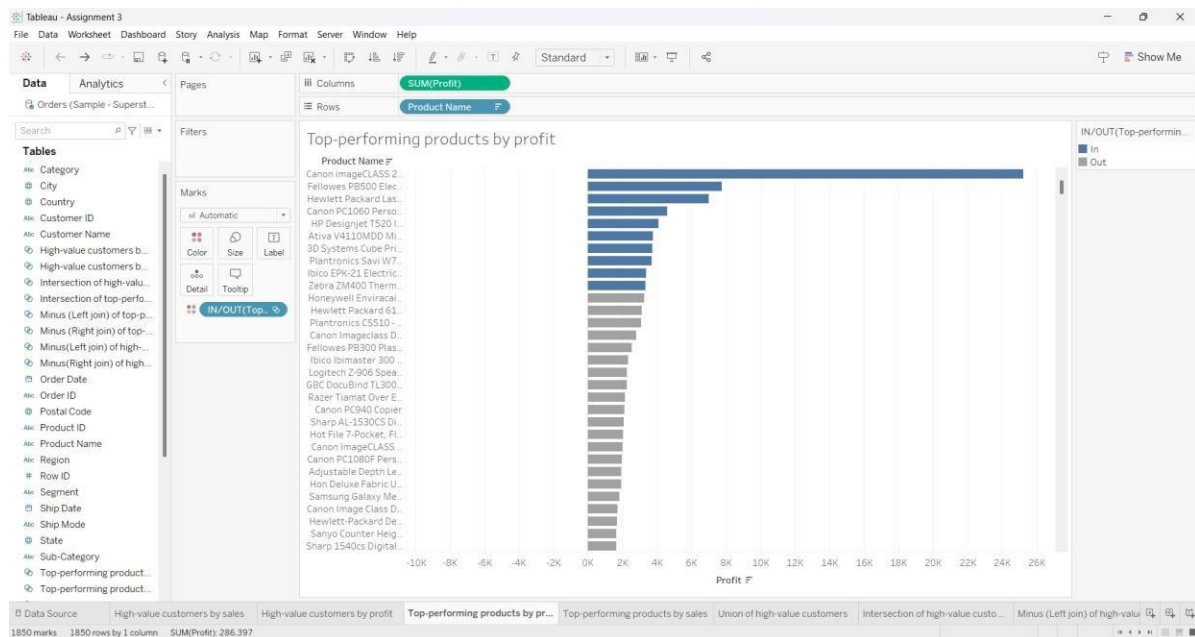 Tableau - Assignment 3
File Data Worksheet Dashboard Story Analysis Map Format Server Window Help
Standard
Show Me
Data Analytics
Orders (Sample - Superst...
Search
Tables
Category
City
Country
Customer ID
Customer Name
High-value customers b...
High-value customers b...
Intersection of high-valu...
Intersection of top-perfo...
Minus (Left join) of top-p...
Minus (Right join) of top-...
Minus(Left join) of high-...
Minus(Right join) of high...
Order Date
Order ID
Postal Code
Product ID
Product Name
Region
Row ID
Segment
Ship Date
Ship Mode
State
Sub-Category
Top-performing product...
Top-performing product...
Pages
Filters
Marks
Automatic
Color Size Label
Detail Tooltip
IN/OUT(Top..
Columns SUM(Profit)
Rows Product Name
Top-performing products by profit
Product Name
Canon imageCLASS 2..
Fellowes PB500 Elec..
Hewlett Packard Las..
Canon PC1060 Perso..
HP Designjet T520 I..
Ativa V4110MDD Mi..
3D Systems Cube Pri..
Plantronics Savi W7..
Ibico EPK-21 Electric..
Zebra ZM400 Therm..
Honeywell Enviracai..
Hewlett Packard 61..
Plantronics CS510 -..
Canon Imageclass D..
Fellowes PB300 Plas..
Ibico Ibimaster 300 ..
Logitech Z-906 Spea..
GBC DocuBind TL300..
Razer Tiamat Over E..
Canon PC940 Copier
Sharp AL-1530CS Di..
Hot File 7-Pocket, Fl..
Canon imageCLASS ..
Canon PC1080F Pers..
Adjustable Depth Le..
Hon Deluxe Fabric U..
Samsung Galaxy Me..
Canon Image Class D..
Hewlett-Packard De..
Sanyo Counter Heig..
Sharp 1540cs Digital..
-10K -8K -6K -4K -2K 0K 2K 4K 6K 8K 10K 12K 14K 16K 18K 20K 22K 24K 26K
Profit
IN/OUT(Top-performin...
In
Out
Data Source High-value customers by sales High-value customers by profit Top-performing products by pr... Top-performing products by sales Union of high-value customers Intersection of high-value custo... Minus (Left join) of high-valu
1850 marks 1850 rows by 1 column SUM(Profit): 286,397